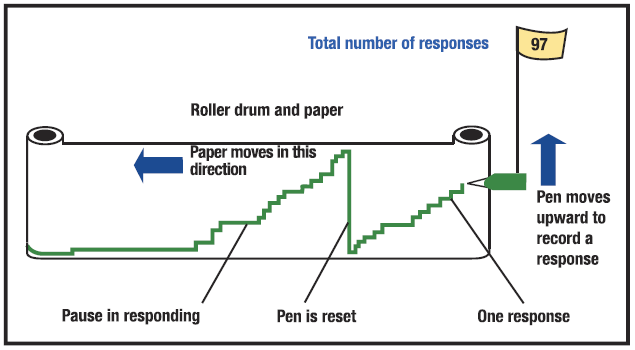 Total number of responses
97
Roller drum and paper
Paper moves in this
direction
Pen moves
upward to
record a
response
Pause in responding
Pen is reset
One response